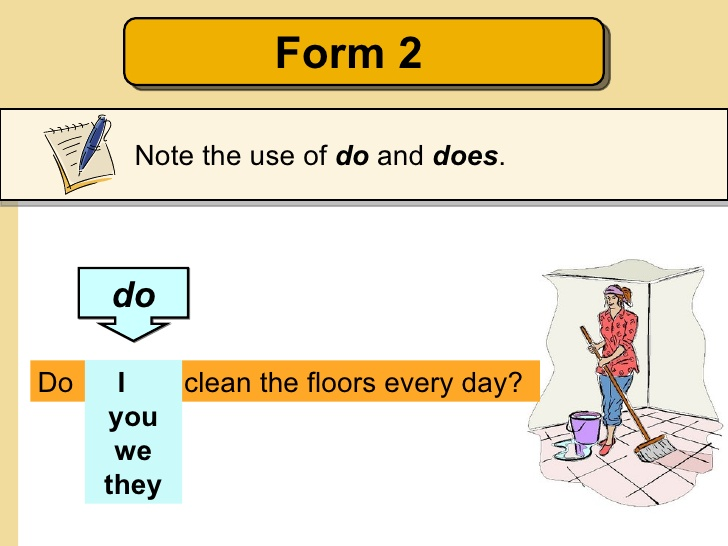 Form 2
Note the use of do and does.
do
Do I clean the floors every day?
you
we
they